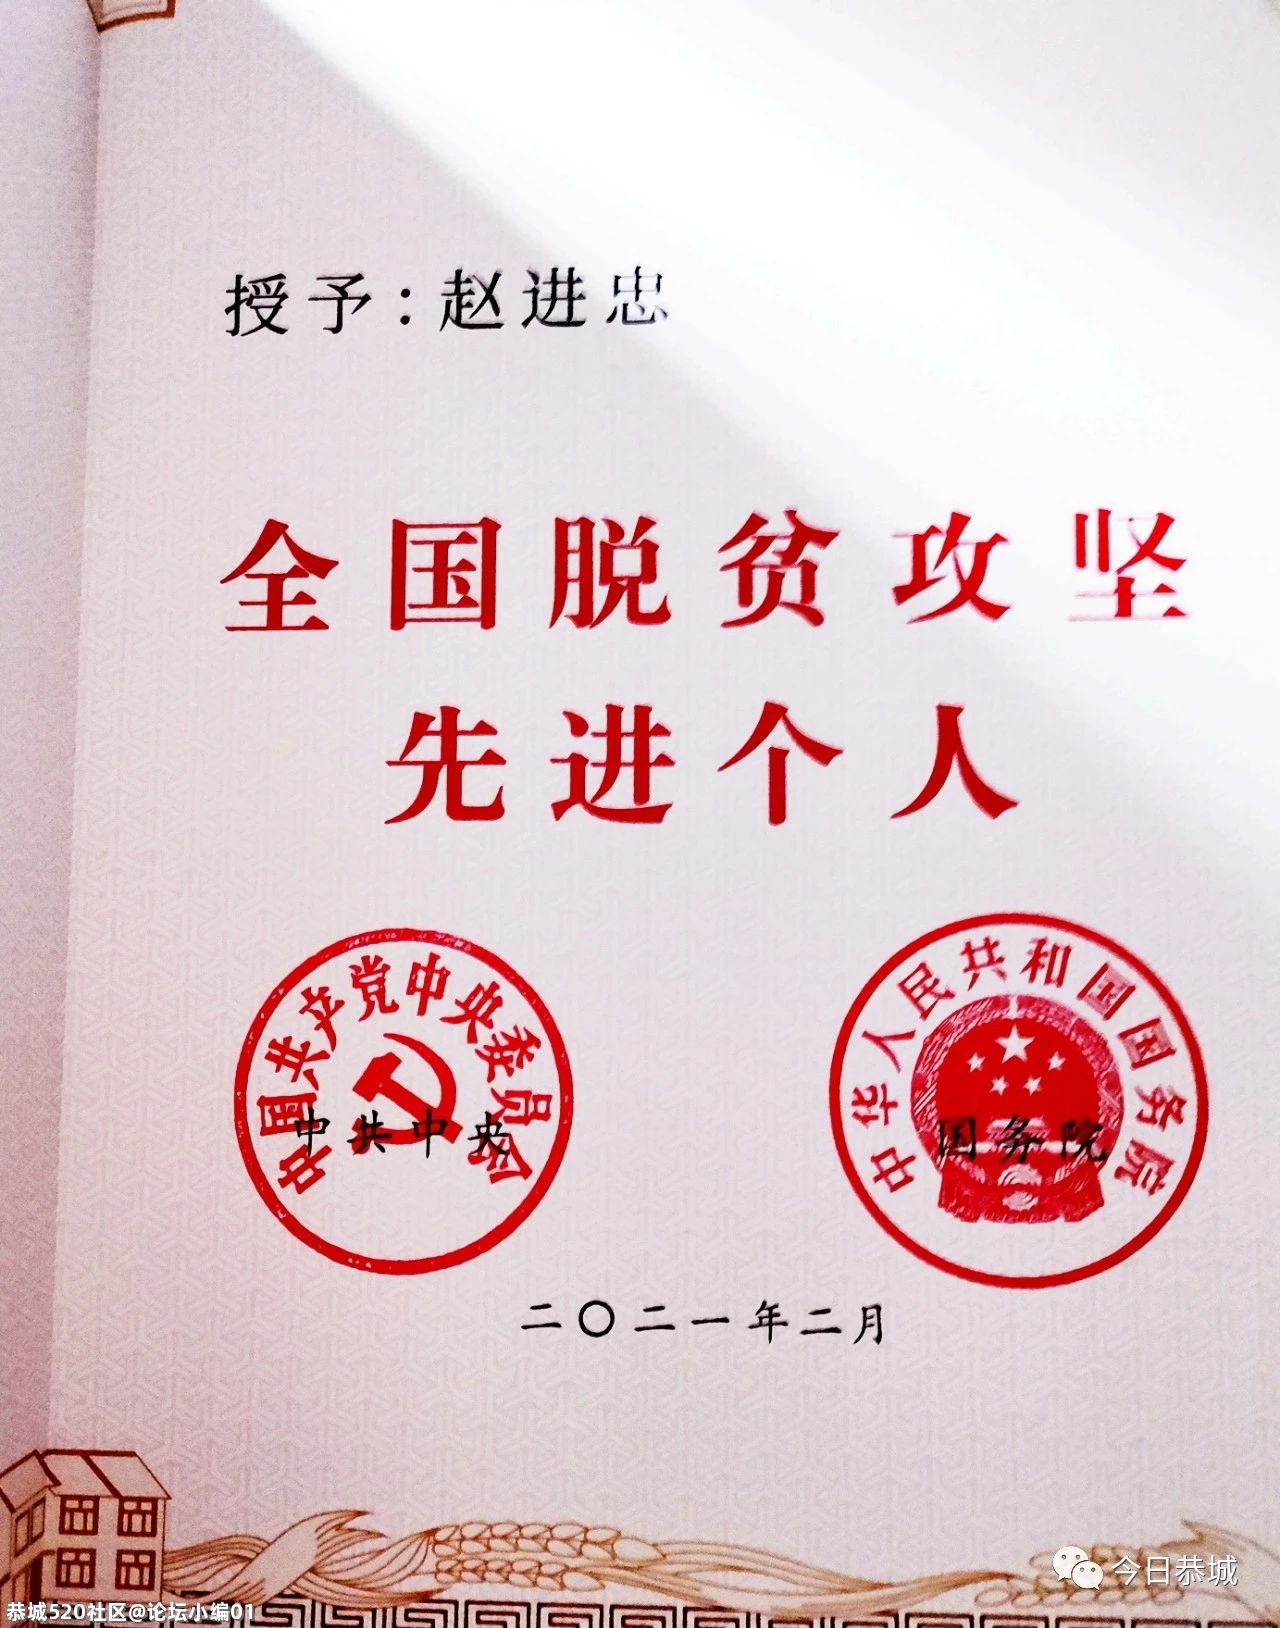 授予：赵进忠
全国脱贫攻坚
先进个人
中国共产党中央委员会
中共中央
中华人民共和国国务院
国务院
二〇二一年二月
今日恭城
恭城520社区@论坛小编01